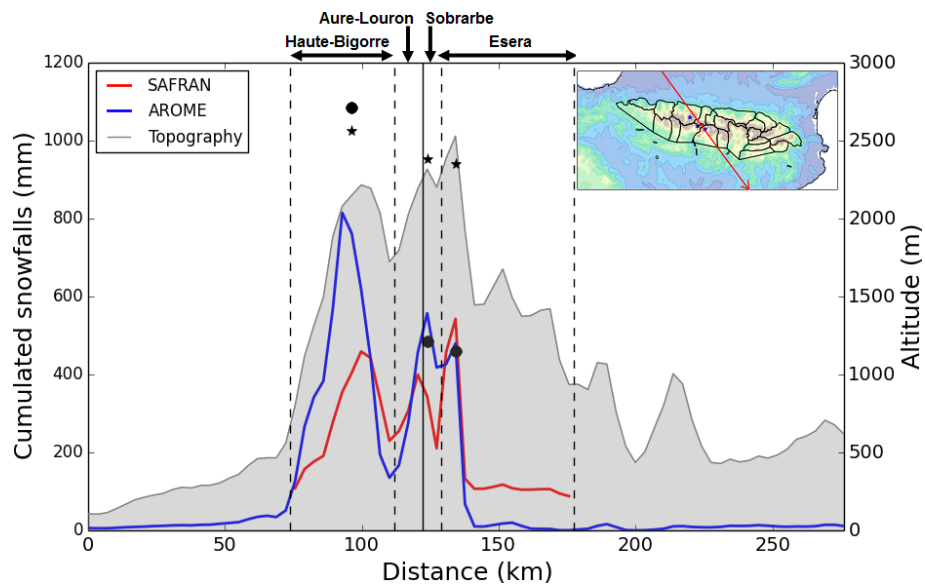 Aure-Louron Sobrarbe
Haute-Bigorre Esera
1200 3000
SAFRAN
AROME
Topography
1000 2500
800 2000
600 1500
400 1000
200 500
0 0
Cumulated snowfalls (mm)
Altitude (m)
0 50 100 150 200 250
Distance (km)